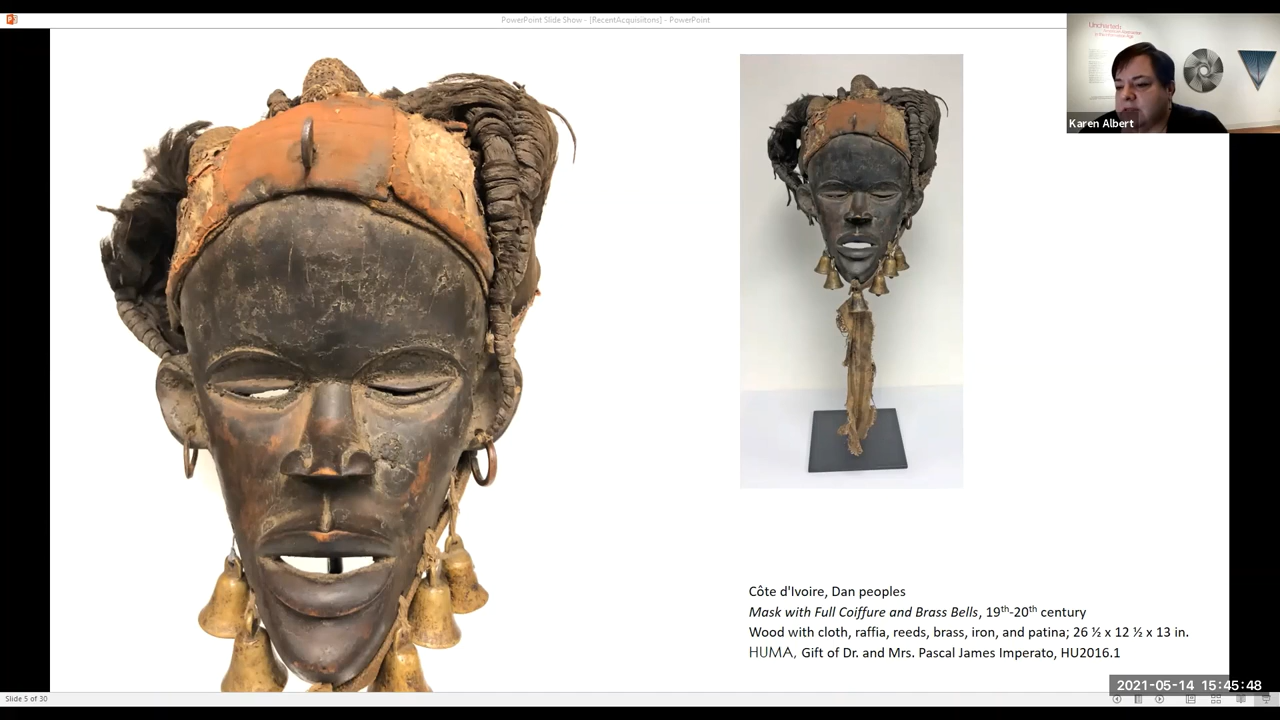 PowerPoint Slide Show - [RecentAcquisiitons] - PowerPoint
Uncharted:
Karen Albert
Côte d'Ivoire, Dan peoples
Mask with Full Coiffure and Brass Bells, 19th-20th century
Wood with cloth, raffia, reeds, brass, iron, and patina; 26 ½ x 12 ½ x 13 in.
HUMA, Gift of Dr. and Mrs. Pascal James Imperato, HU2016.1
2021-05-14 15:45:48
Slide 5 of 30